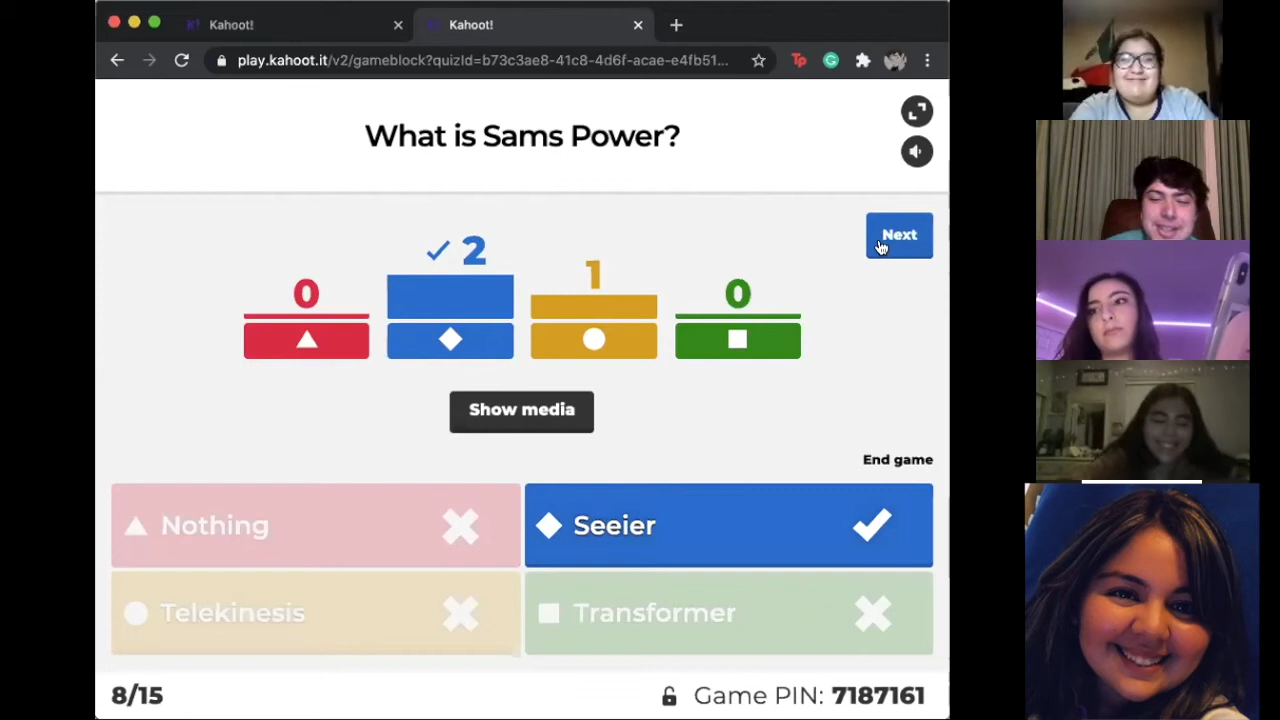 Kahoot!
Kahoot!
play.kahoot.it/v2/gameblock?quizId=b73c3ae8-41c8-4d6f-acae-e4fb51...
Tp
G
What is Sams Power?
Next
0
2
1
0
Show media
End game
Nothing
Seeier
Telekinesis
Transformer
8/15
Game PIN: 7187161